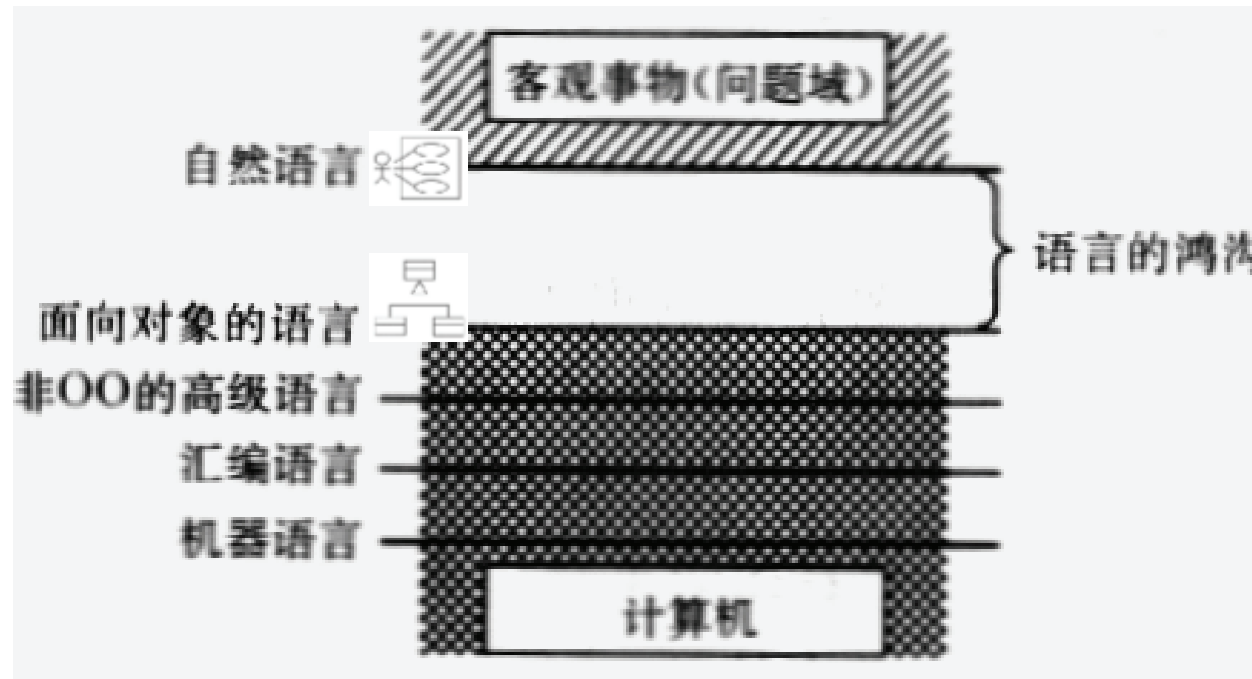 客观事物(问题域)
自然语言
语言的鸿沟
面向对象的语言
非OO的高级语言
汇编语言
机器语言
计算机